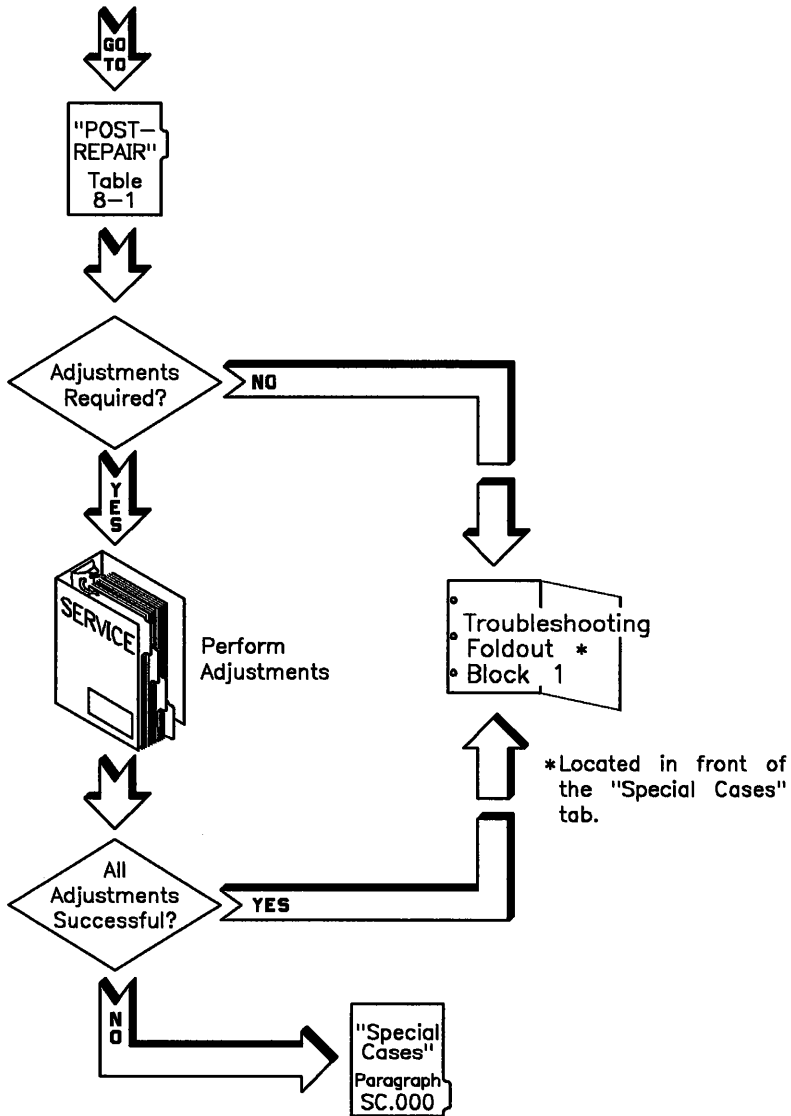 GO
TO
"POST–
REPAIR"
Table
8–1
Adjustments
Required?
NO
YES
SERVICE
Perform
Adjustments
Troubleshooting
Foldout *
Block 1
*Located in front of
the "Special Cases"
tab.
All
Adjustments
Successful?
YES
NO
"Special
Cases"
Paragraph
SC.000